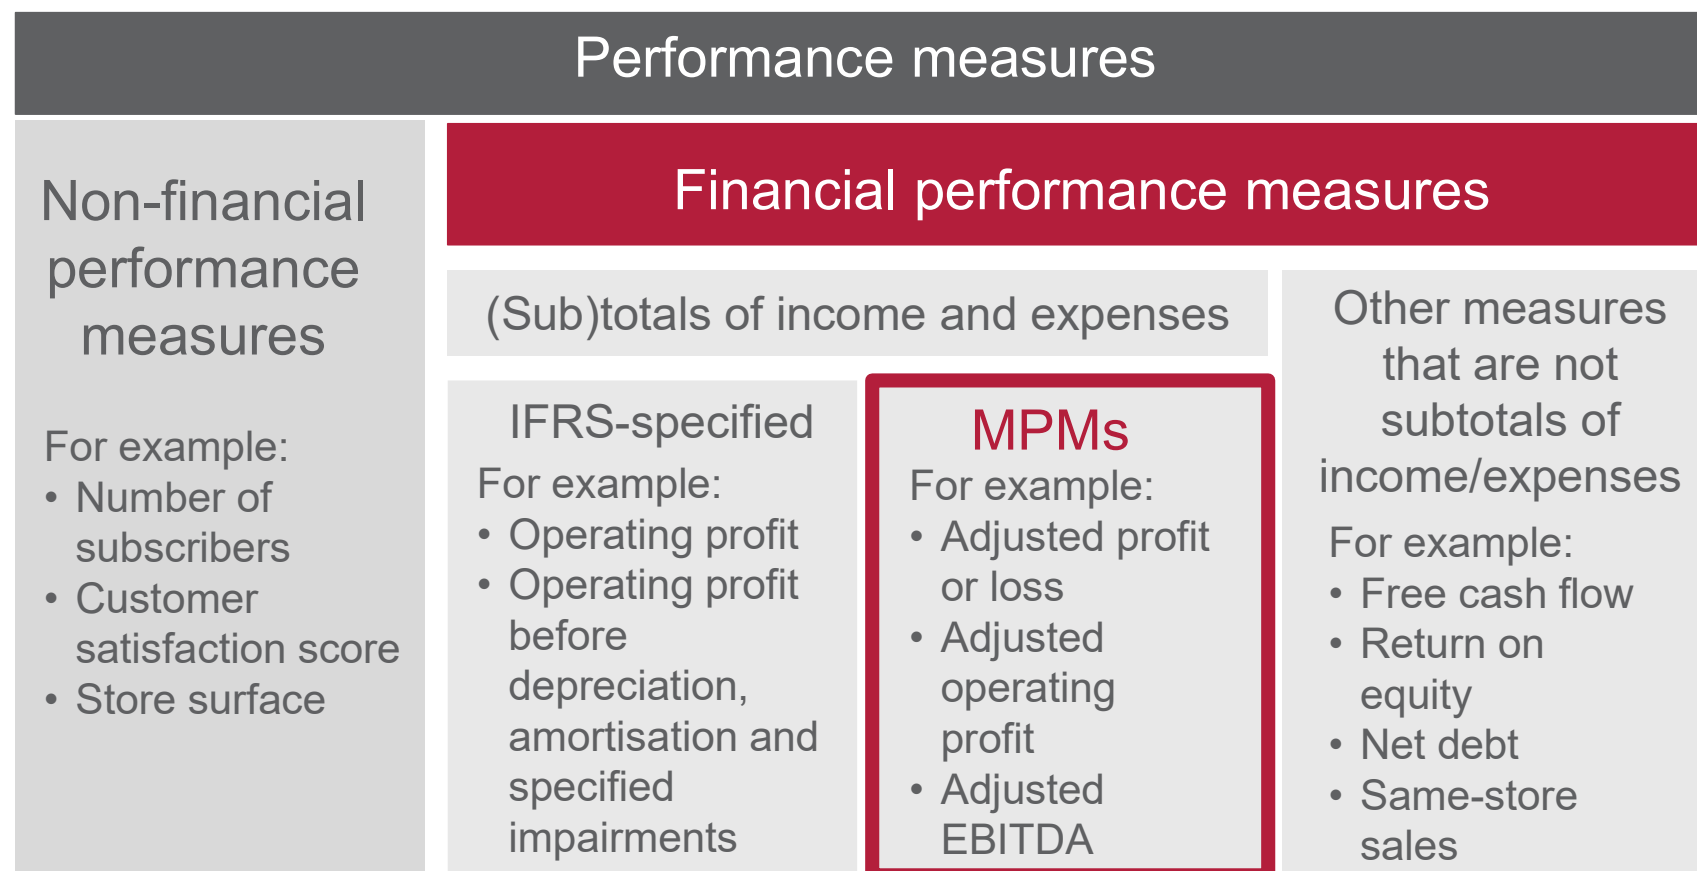 Performance measures
Non-financial
performance
measures
For example:
• Number of
subscribers
• Customer
satisfaction score
• Store surface
Financial performance measures
(Sub)totals of income and expenses
IFRS-specified
For example:
• Operating profit
• Operating profit
before
depreciation,
amortisation and
specified
impairments
MPMs
For example:
• Adjusted profit
or loss
• Adjusted
operating
profit
• Adjusted
EBITDA
Other measures
that are not
subtotals of
income/expenses
For example:
• Free cash flow
• Return on
equity
• Net debt
• Same-store
sales